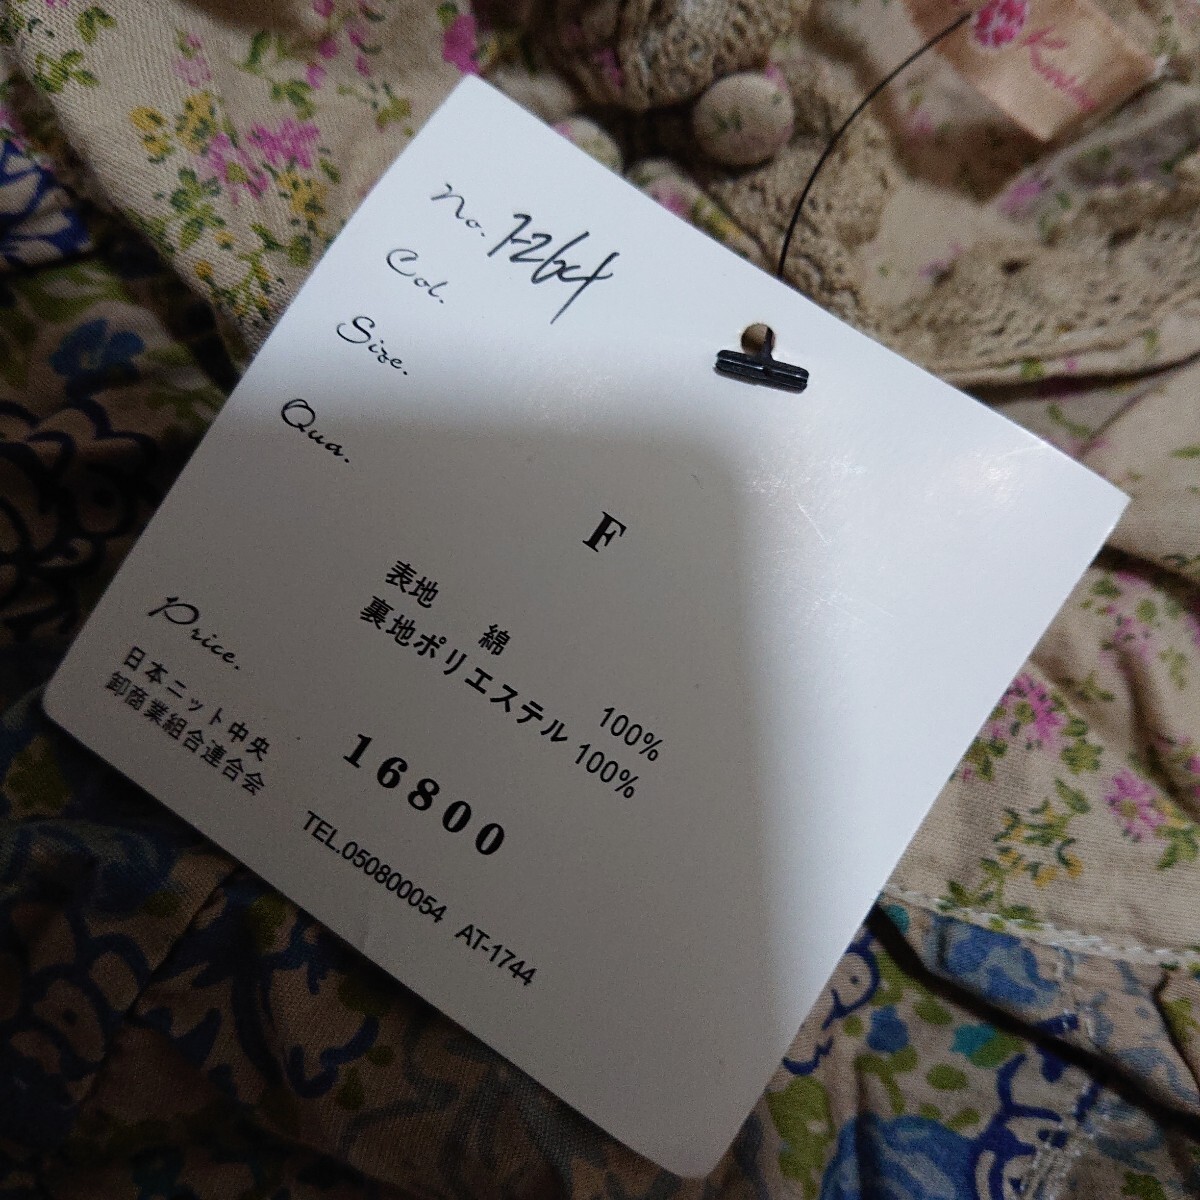 No. 7-264
Col.
Size.
Qua.
F
表地 綿 100%
裏地ポリエステル 100%
Price.
16800
日本ニット中央
卸商業組合連合会
TEL.050800054 AT-1744